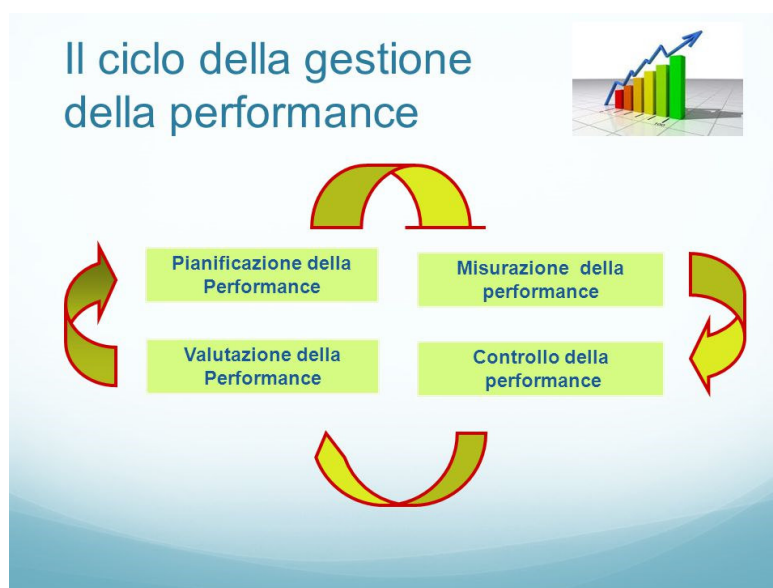 Il ciclo della gestione
della performance
Pianificazione della
Performance
Misurazione della
performance
Valutazione della
Performance
Controllo della
performance